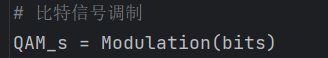 # 比特信号调制
QAM_s = Modulation(bits)